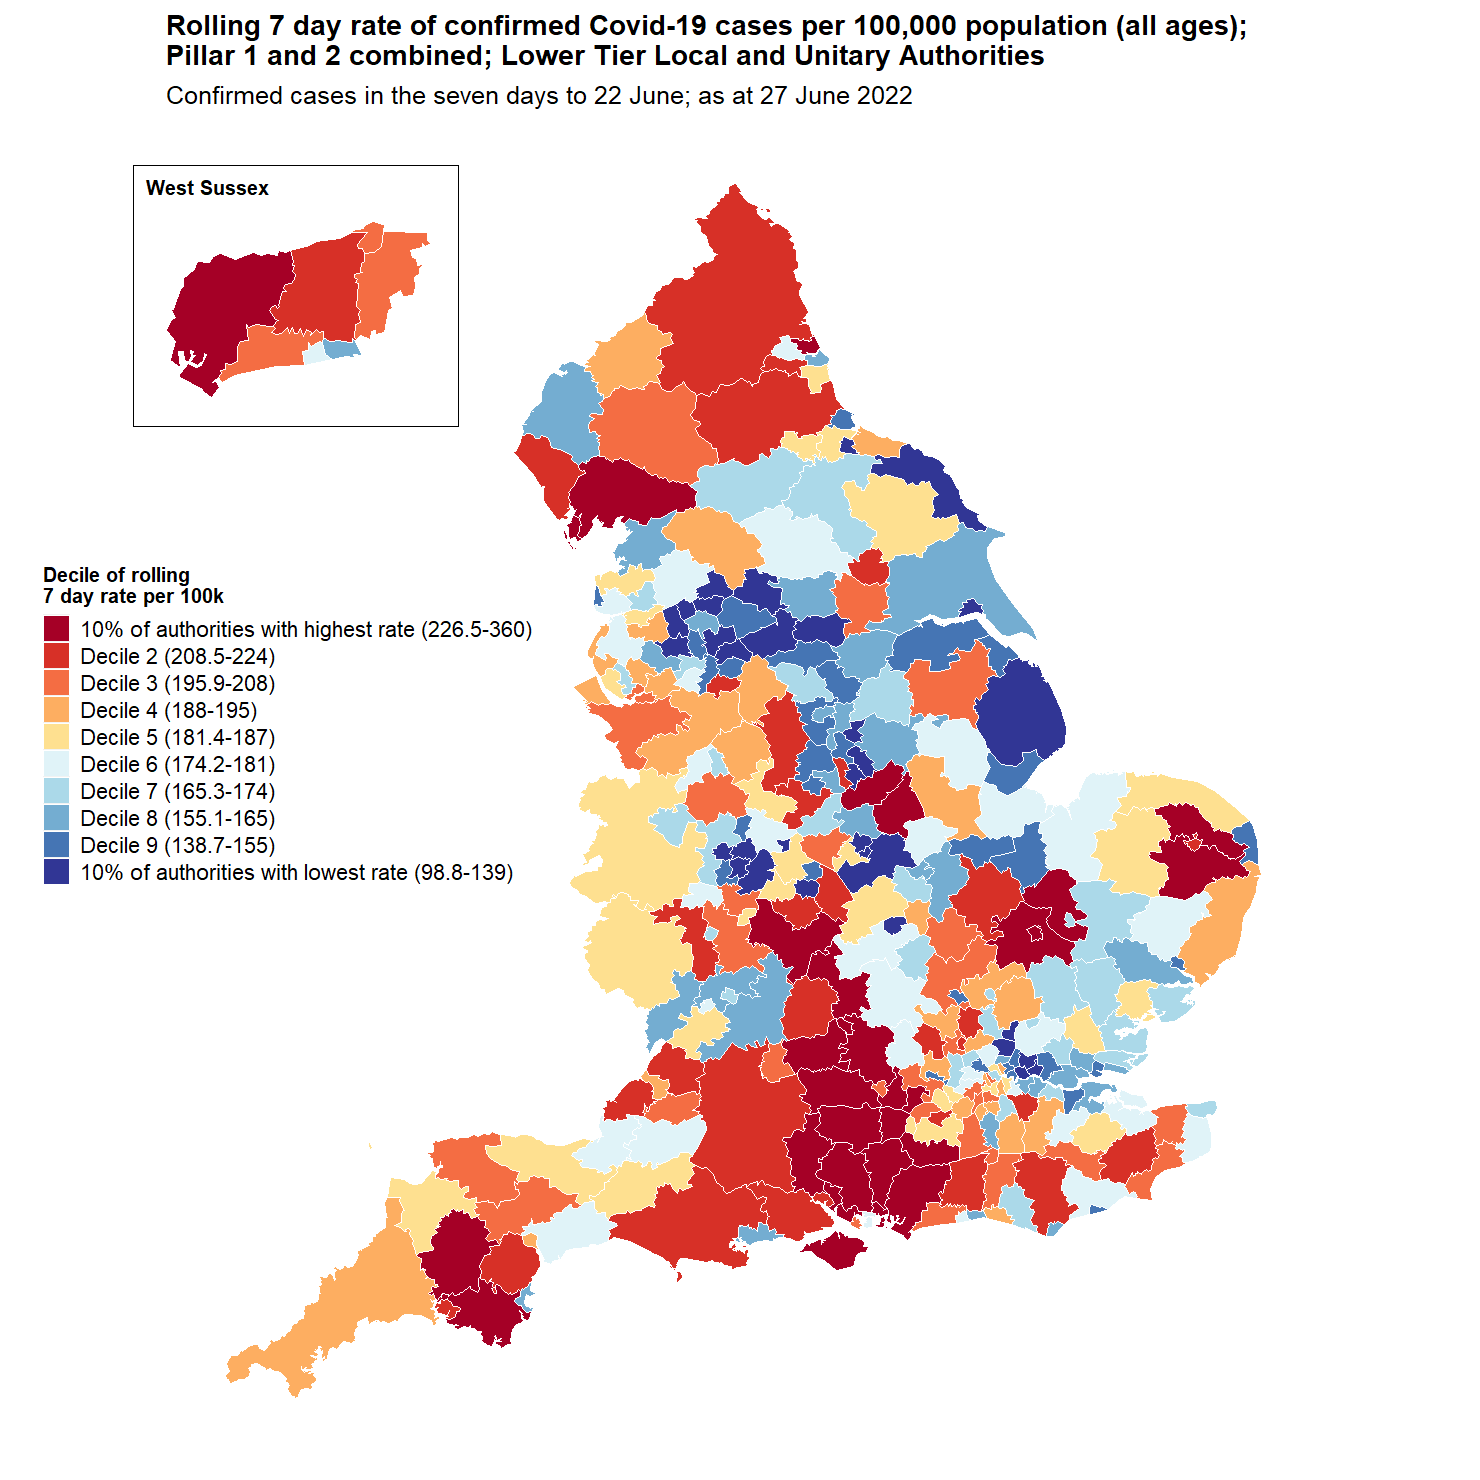 Rolling 7 day rate of confirmed Covid-19 cases per 100,000 population (all ages);
Pillar 1 and 2 combined; Lower Tier Local and Unitary Authorities
Confirmed cases in the seven days to 22 June; as at 27 June 2022
West Sussex
Decile of rolling
7 day rate per 100k
10% of authorities with highest rate (226.5-360)
Decile 2 (208.5-224)
Decile 3 (195.9-208)
Decile 4 (188-195)
Decile 5 (181.4-187)
Decile 6 (174.2-181)
Decile 7 (165.3-174)
Decile 8 (155.1-165)
Decile 9 (138.7-155)
10% of authorities with lowest rate (98.8-139)